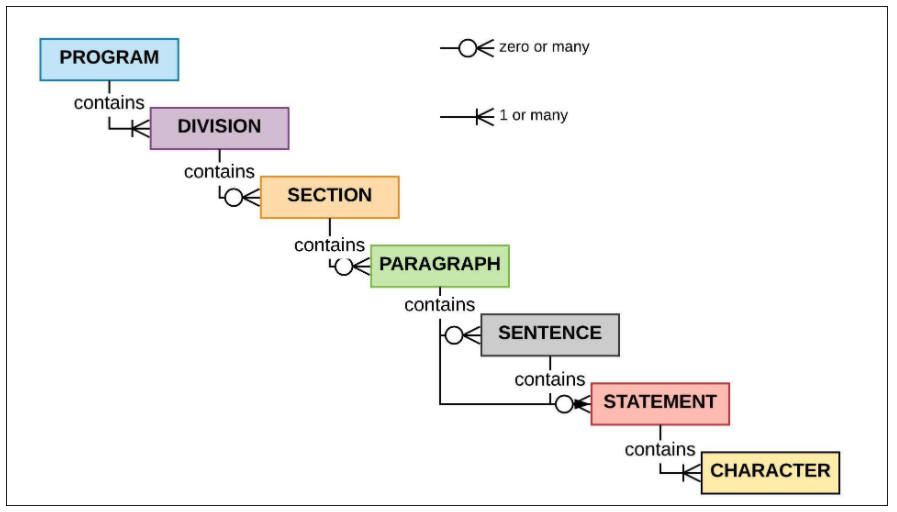 zero or many
PROGRAM
contains
1 or many
DIVISION
contains
SECTION
contains
PARAGRAPH
contains
SENTENCE
contains
STATEMENT
contains
CHARACTER